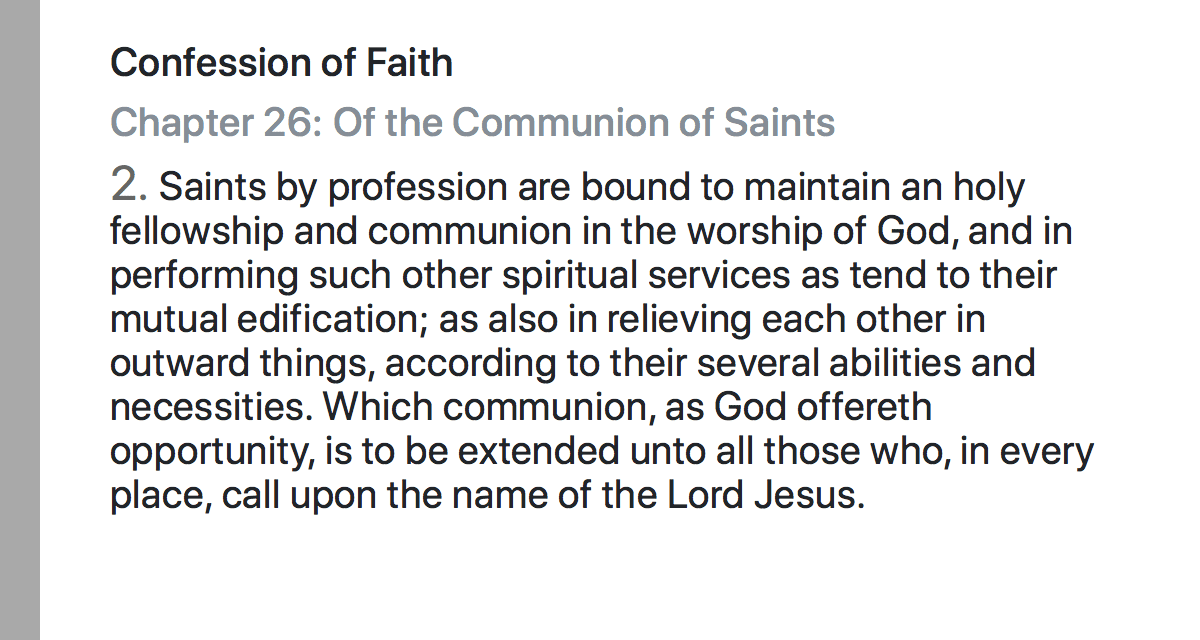 Confession of Faith
Chapter 26: Of the Communion of Saints
2. Saints by profession are bound to maintain an holy
fellowship and communion in the worship of God, and in
performing such other spiritual services as tend to their
mutual edification; as also in relieving each other in
outward things, according to their several abilities and
necessities. Which communion, as God offereth
opportunity, is to be extended unto all those who, in every
place, call upon the name of the Lord Jesus.